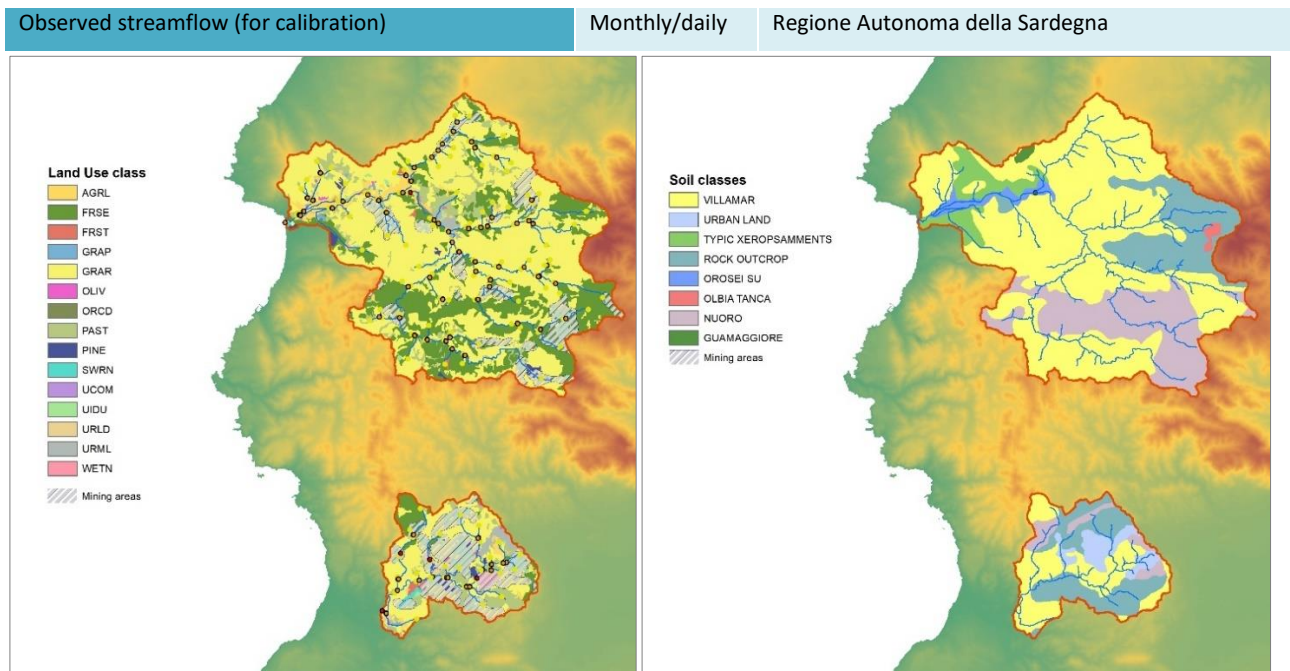 Observed streamflow (for calibration) Monthly/daily Regione Autonoma della Sardegna
Land Use class
AGRL
FRSE
FRST
GRAP
GRAR
OLIV
ORCD
PAST
PINE
SWRN
UCOM
UIDU
URLD
URML
WETN
Mining areas
Soil classes
VILLAMAR
URBAN LAND
TYPIC XEROPSAMMENTS
ROCK OUTCROP
OROSEI SU
OLBIA TANCA
NUORO
GUAMAGGIORE
Mining areas